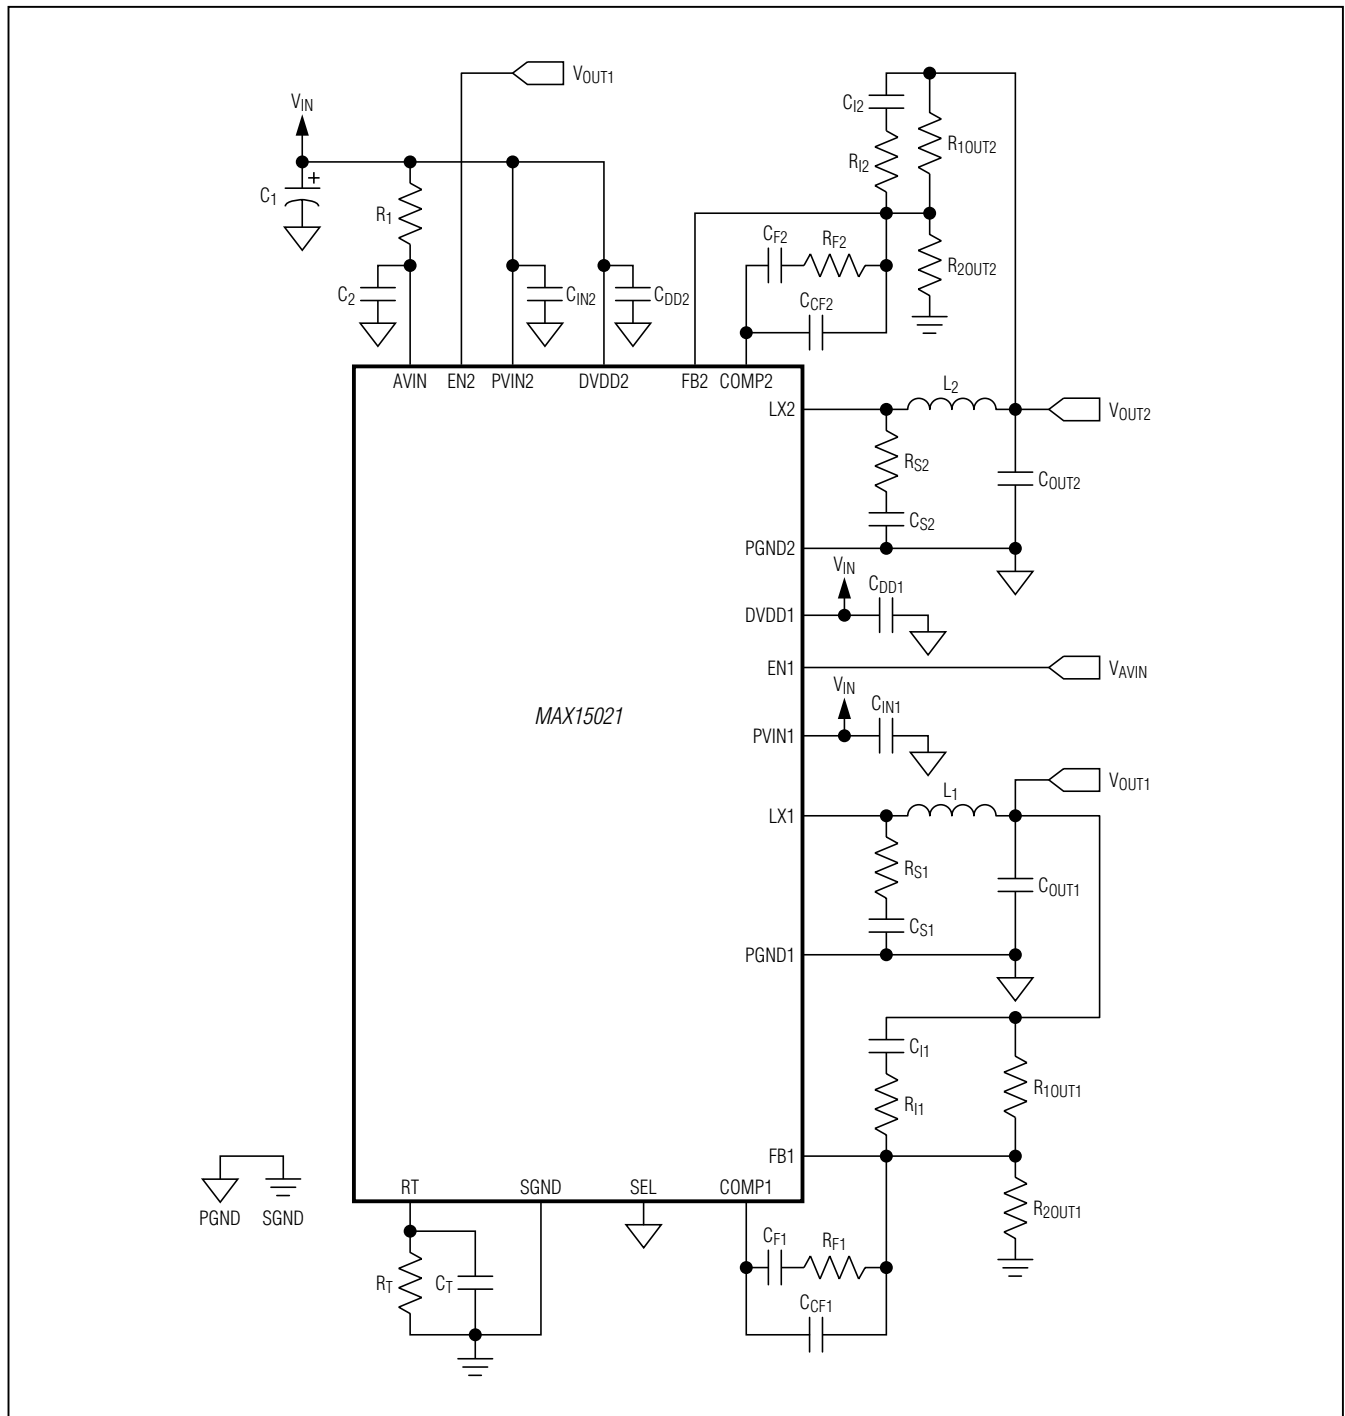 VOUT1
VIN
CI2
R1OUT2
RI2
C1
+
R1
CF2
RF2
R2OUT2
C2
CIN2
CDD2
CCF2
AVIN
EN2
PVIN2
DVDD2
FB2
COMP2
L2
LX2
VOUT2
RS2
COUT2
CS2
PGND2
VIN
CDD1
DVDD1
EN1
VAVIN
VIN
CIN1
MAX15021
PVIN1
VOUT1
L1
LX1
RS1
COUT1
CS1
PGND1
CI1
R1OUT1
RI1
FB1
RT
SGND
SEL
COMP1
R2OUT1
PGND
SGND
CF1
RF1
RT
CT
CCF1